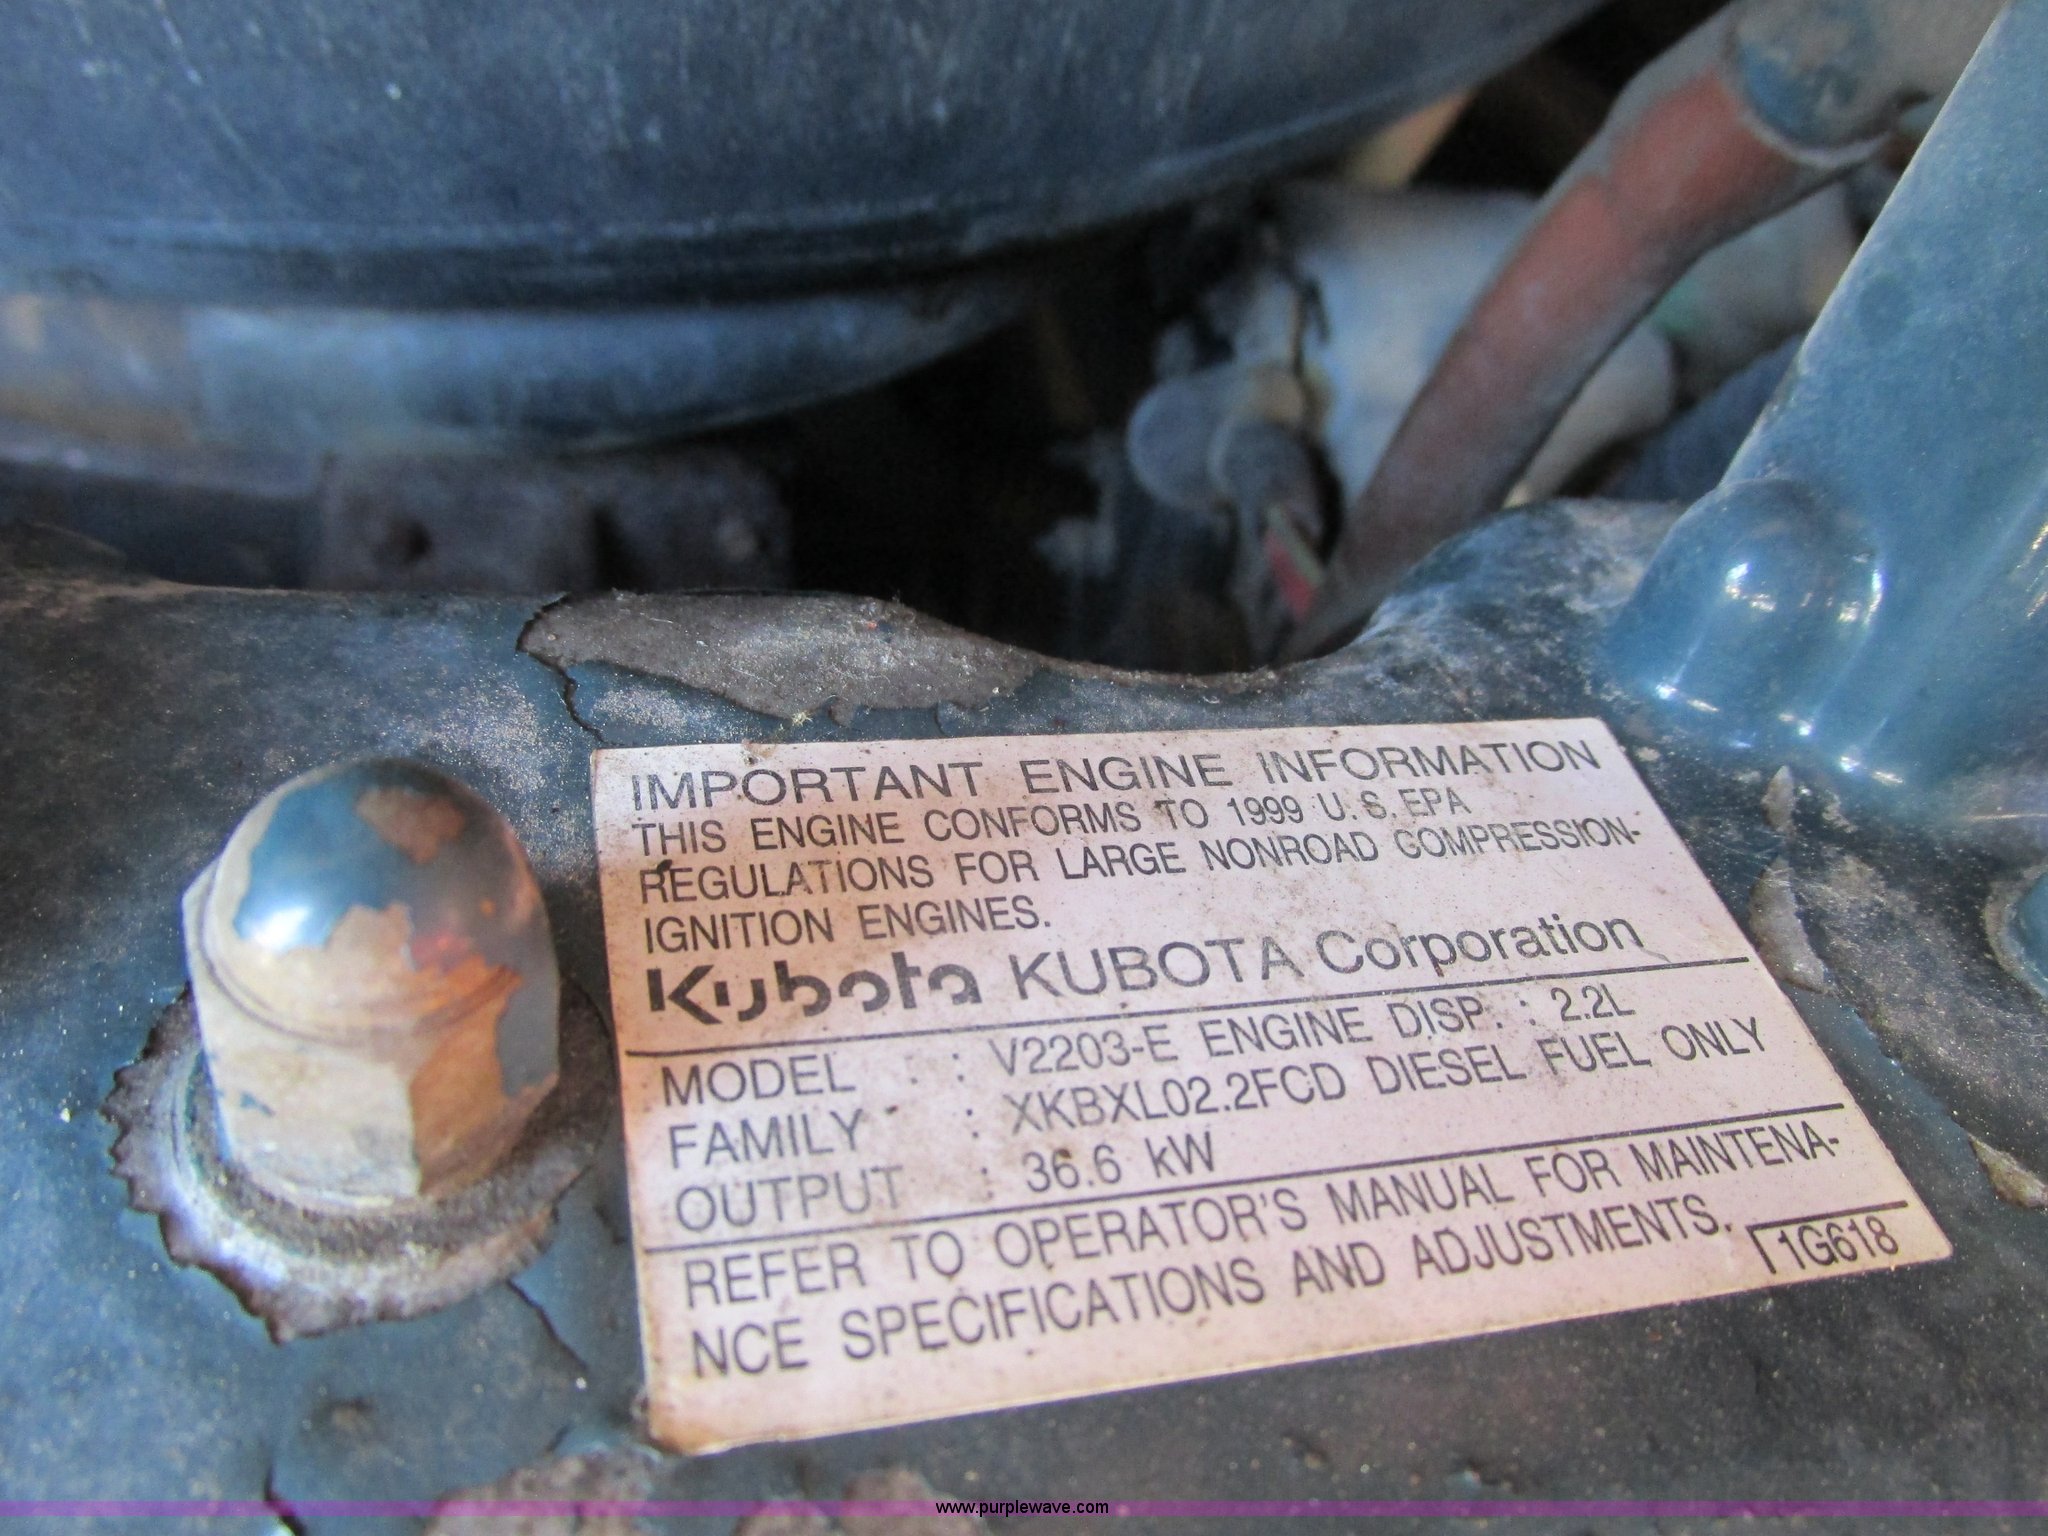 IMPORTANT ENGINE INFORMATION
THIS ENGINE CONFORMS TO 1999 U.S. EPA
REGULATIONS FOR LARGE NONROAD COMPRESSION-
IGNITION ENGINES.
Kubota KUBOTA Corporation
MODEL : V2203-E ENGINE DISP. : 2.2L
FAMILY : XKBXL02.2FCD DIESEL FUEL ONLY
OUTPUT : 36.6 kW
REFER TO OPERATOR'S MANUAL FOR MAINTENA-
NCE SPECIFICATIONS AND ADJUSTMENTS.
1G618
www.purplewave.com